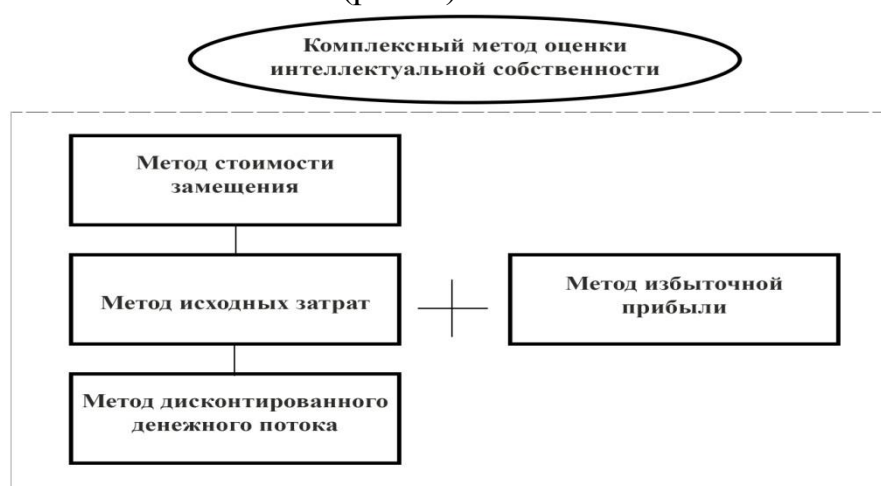 Комплексный метод оценки
интеллектуальной собственности
Метод стоимости
замещения
Метод исходных затрат
Метод избыточной
прибыли
Метод дисконтированного
денежного потока